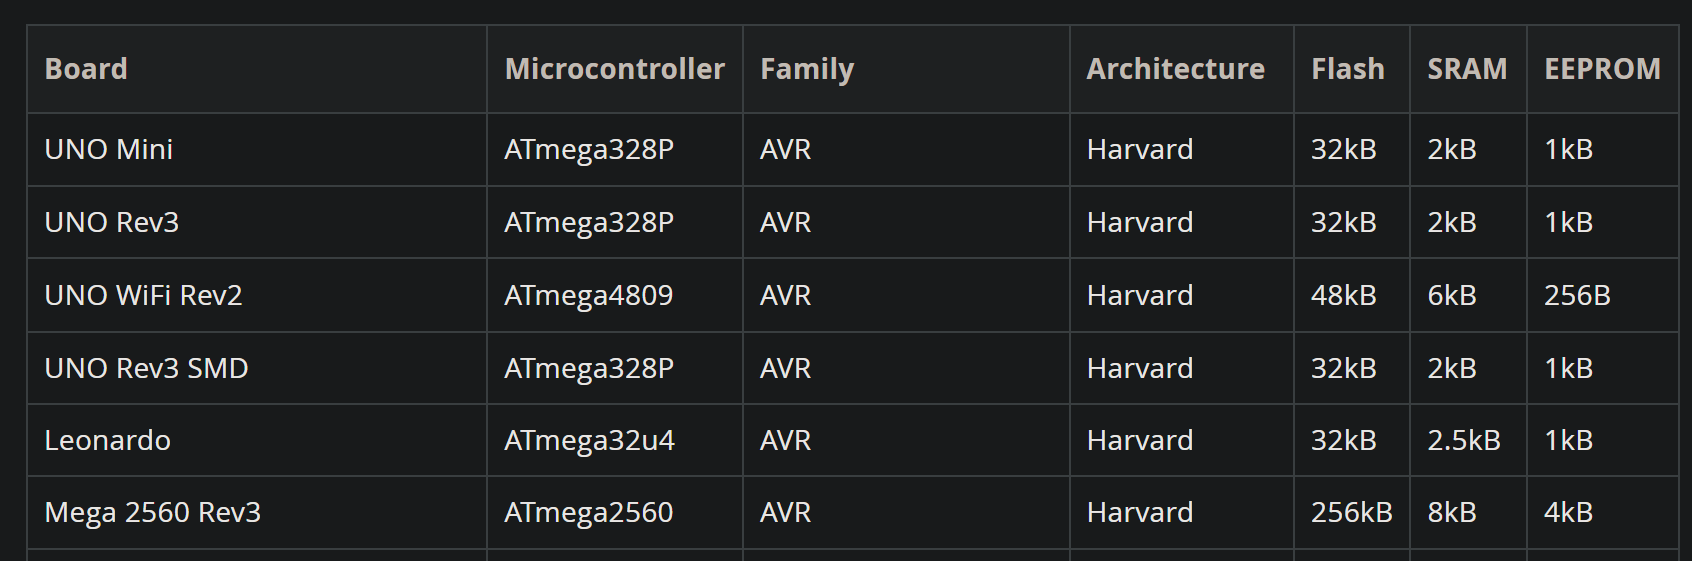 Board Microcontroller Family Architecture Flash SRAM EEPROM
UNO Mini ATmega328P AVR Harvard 32kB 2kB 1kB
UNO Rev3 ATmega328P AVR Harvard 32kB 2kB 1kB
UNO WiFi Rev2 ATmega4809 AVR Harvard 48kB 6kB 256B
UNO Rev3 SMD ATmega328P AVR Harvard 32kB 2kB 1kB
Leonardo ATmega32u4 AVR Harvard 32kB 2.5kB 1kB
Mega 2560 Rev3 ATmega2560 AVR Harvard 256kB 8kB 4kB